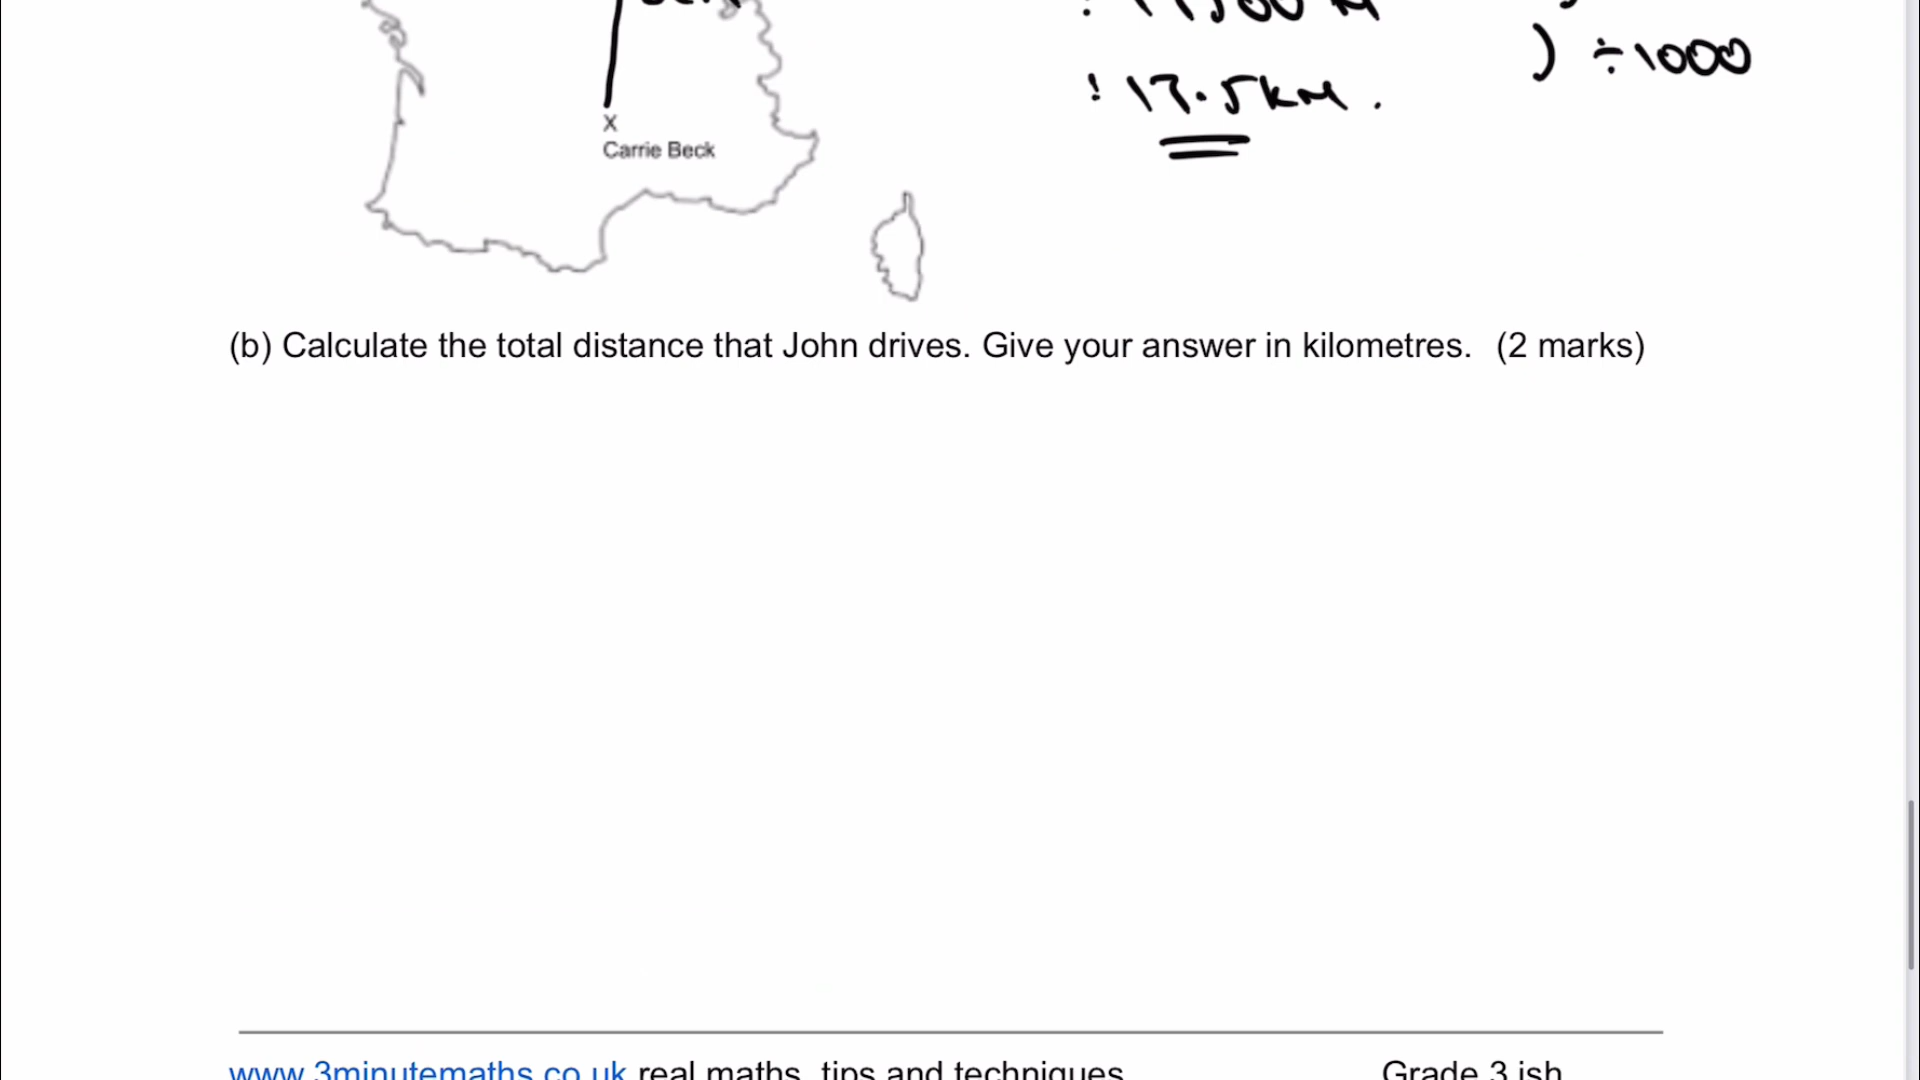 : 17500 m
) ÷1000
: 17.5km.
x
Carrie Beck
(b) Calculate the total distance that John drives. Give your answer in kilometres. (2 marks)
www.3minutemaths.co.uk real maths, tips and techniques
Grade 3 ish